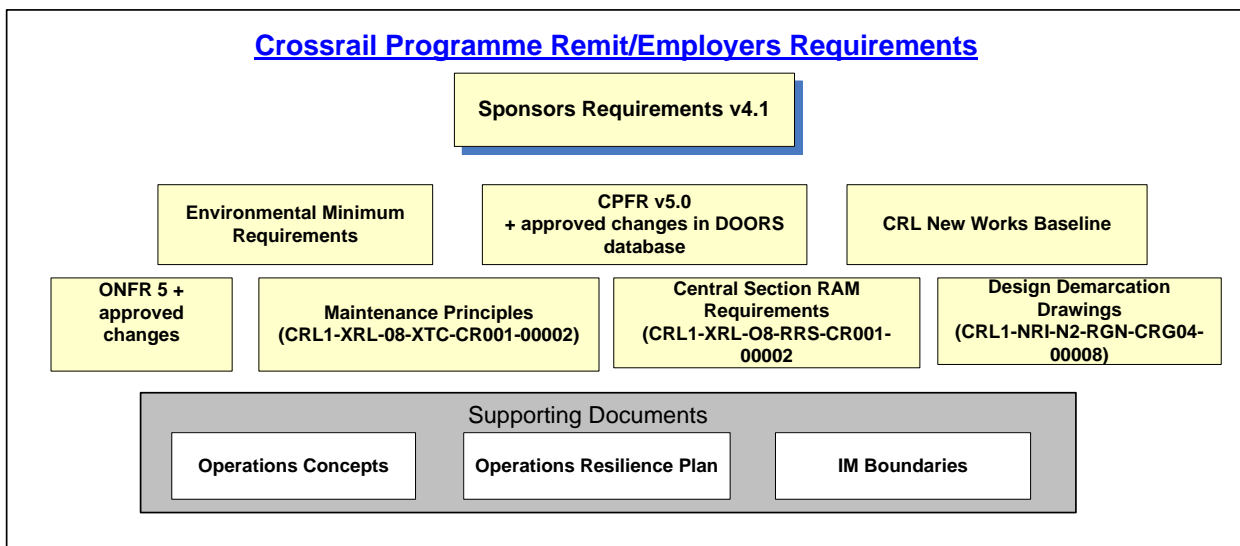 Crossrail Programme Remit/Employers Requirements
Sponsors Requirements v4.1
Environmental Minimum
Requirements
CPFR v5.0
+ approved changes in DOORS
database
CRL New Works Baseline
ONFR 5 +
approved
changes
Maintenance Principles
(CRL1-XRL-08-XTC-CR001-00002)
Central Section RAM
Requirements
(CRL1-XRL-O8-RRS-CR001-
00002
Design Demarcation
Drawings
(CRL1-NRI-N2-RGN-CRG04-
00008)
Supporting Documents
Operations Concepts
Operations Resilience Plan
IM Boundaries